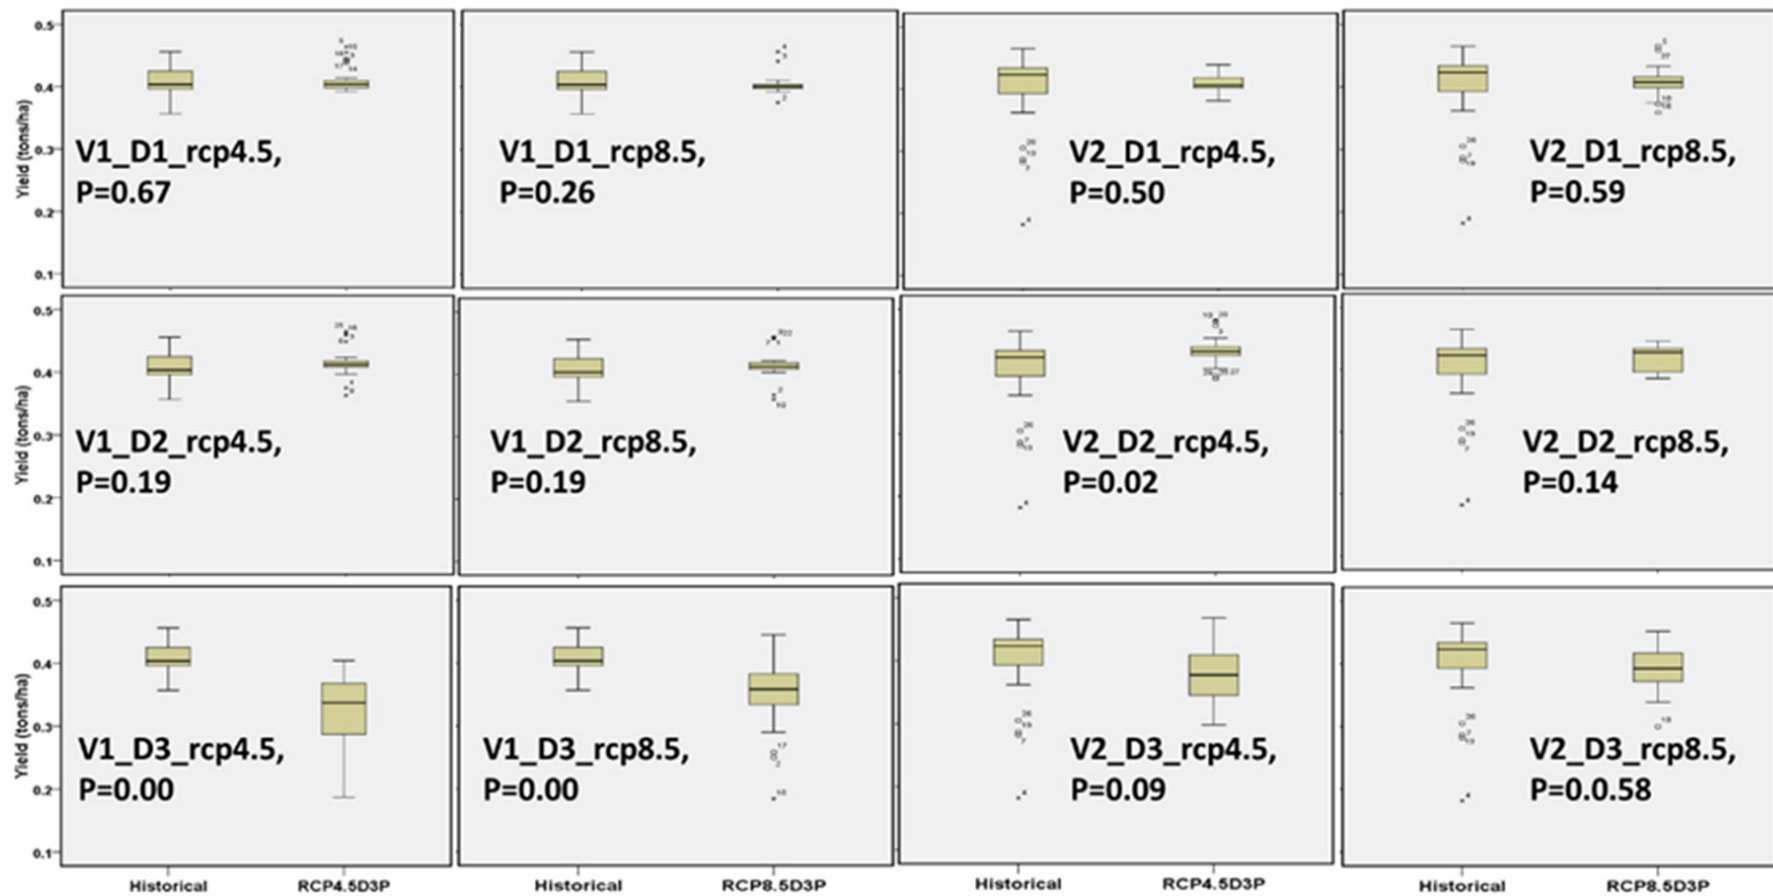 0.5
0.4
0.3
0.2
0.1
Yield (tons/ha)
V1_D1_rcp4.5,
P=0.67
V1_D1_rcp8.5,
P=0.26
V2_D1_rcp4.5,
P=0.50
V2_D1_rcp8.5,
P=0.59
0.5
0.4
0.3
0.2
0.1
Yield (tons/ha)
V1_D2_rcp4.5,
P=0.19
V1_D2_rcp8.5,
P=0.19
V2_D2_rcp4.5,
P=0.02
V2_D2_rcp8.5,
P=0.14
0.5
0.4
0.3
0.2
0.1
Yield (tons/ha)
V1_D3_rcp4.5,
P=0.00
V1_D3_rcp8.5,
P=0.00
V2_D3_rcp4.5,
P=0.09
V2_D3_rcp8.5,
P=0.0.58
Historical RCP4.5D3P Historical RCP8.5D3P Historical RCP4.5D3P Historical RCP8.5D3P